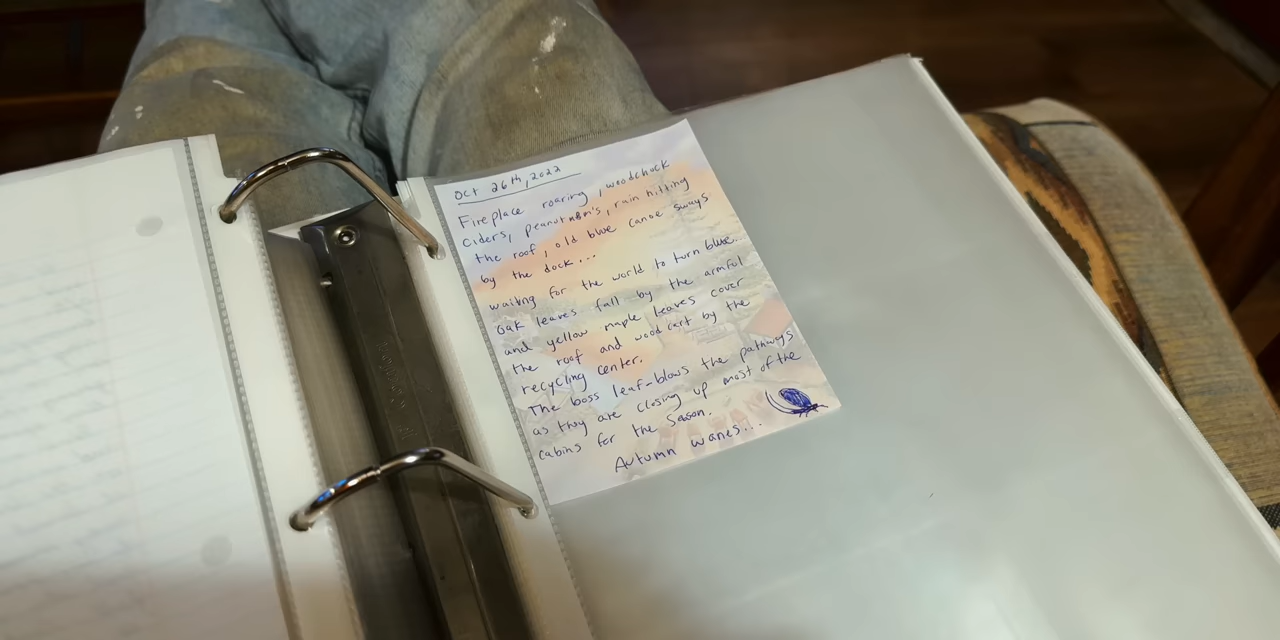 Oct 26th, 2022
Fireplace roaring, woodchuck
ciders, peanut m&m's, rain hitting
the roof, old blue canoe sways
by the dock...
waiting for the world to turn blue.
Oak leaves fall by the armful
and yellow maple leaves cover
the roof and wood cart by the
recycling center.
The boss leaf-blows the pathways
as they are closing up most of the
cabins for the season.
Autumn wanes...